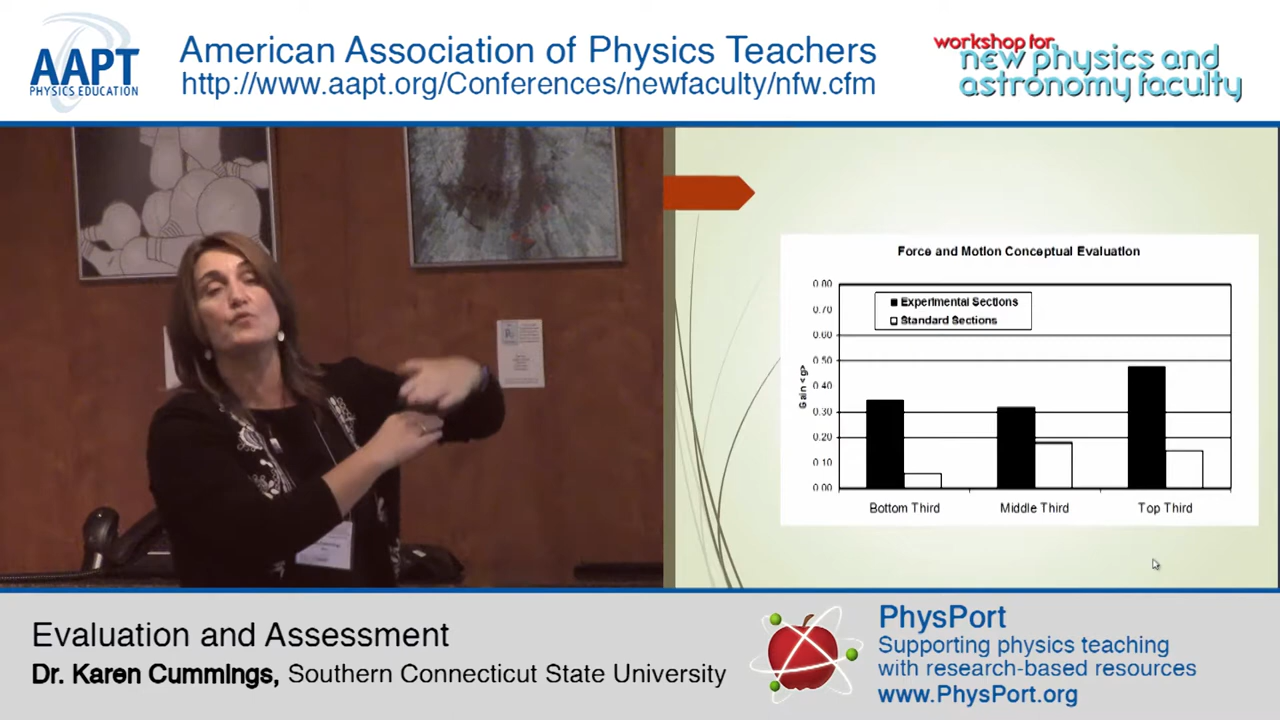 AAPT
PHYSICS EDUCATION
American Association of Physics Teachers
http://www.aapt.org/Conferences/newfaculty/nfw.cfm
workshop for
new physics and
astronomy faculty
Force and Motion Conceptual Evaluation
Experimental Sections
Standard Sections
Gain <g>
0.80
0.70
0.60
0.50
0.40
0.30
0.20
0.10
0.00
Bottom Third
Middle Third
Top Third
Evaluation and Assessment
Dr. Karen Cummings, Southern Connecticut State University
PhysPort
Supporting physics teaching
with research-based resources
www.PhysPort.org